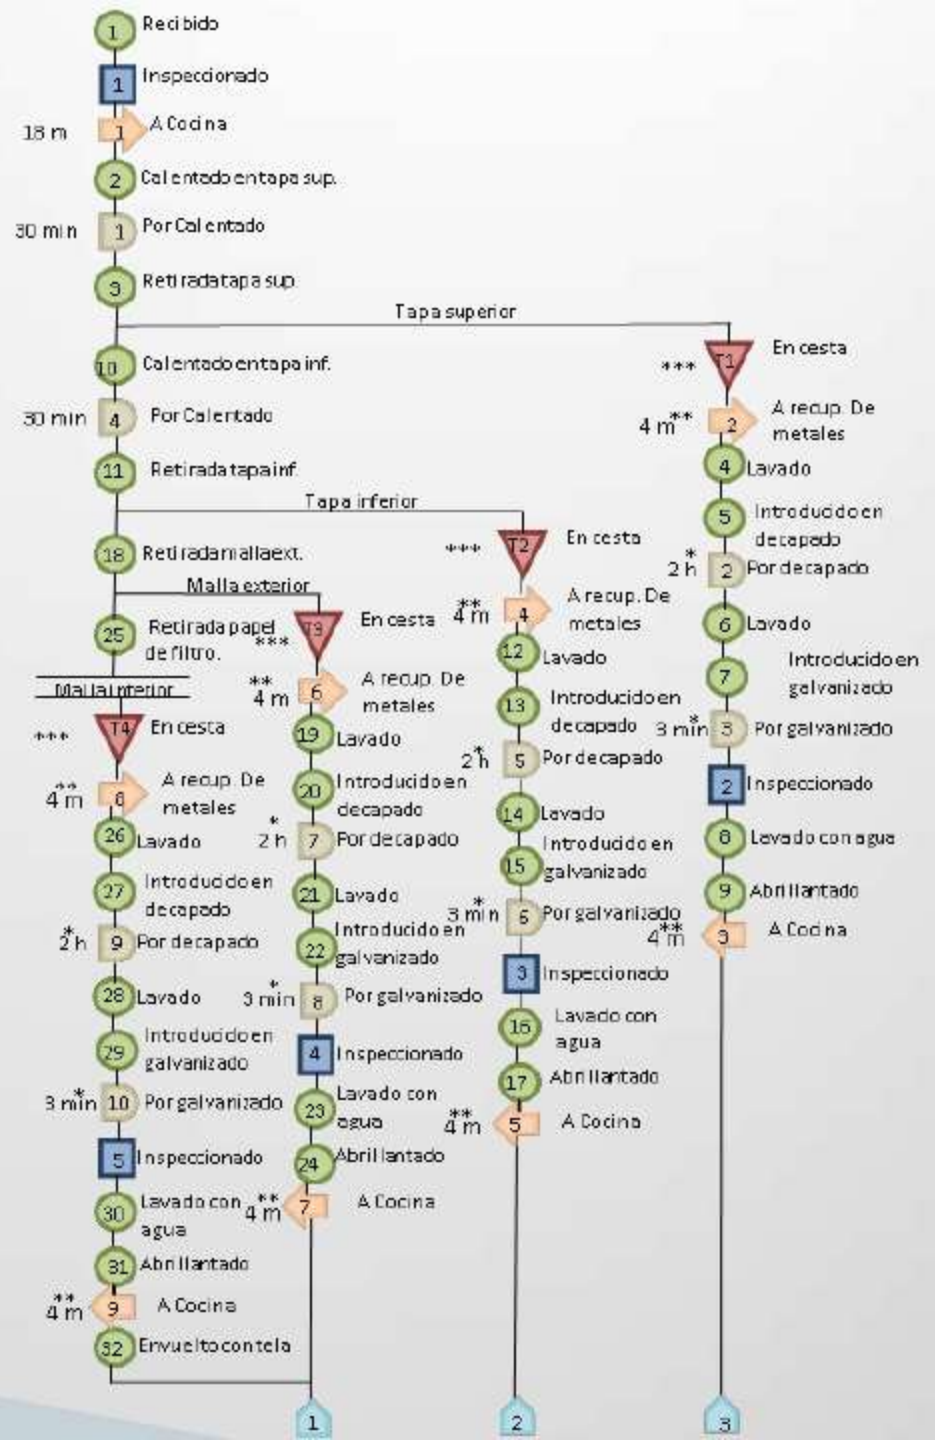 1 Recibido
1 Inspeccionado
18 m 1 A Cocina
2 Calentado en tapa sup.
30 min 1 Por Calentado
3 Retirada tapa sup.
Tapa superior
10 Calentado en tapa inf.
30 min 4 Por Calentado
11 Retirada tapa inf.
Tapa inferior
18 Retirada malla ext.
Malla exterior
25 Retirada papel
de filtro.
Malla interior
*** T4 En cesta
4 m** 8 A recup. De
metales
26 Lavado
27 Introducido en
decapado
2 h* 9 Por decapado
28 Lavado
29 Introducido en
galvanizado
3 min* 10 Por galvanizado
5 Inspeccionado
30 Lavado con
agua
31 Abrillantado
4 m** 9 A Cocina
32 Envuelto con tela
*** T3 En cesta
4 m** 6 A recup. De
metales
19 Lavado
20 Introducido en
decapado
2 h* 7 Por decapado
21 Lavado
22 Introducido en
galvanizado
3 min* 8 Por galvanizado
4 Inspeccionado
23 Lavado con
agua
24 Abrillantado
4 m** 7 A Cocina
*** T2 En cesta
4 m** 4 A recup. De
metales
12 Lavado
13 Introducido en
decapado
2 h* 5 Por decapado
14 Lavado
15 Introducido en
galvanizado
3 min* 6 Por galvanizado
3 Inspeccionado
16 Lavado con
agua
17 Abrillantado
4 m** 5 A Cocina
*** T1 En cesta
4 m** 2 A recup. De
metales
4 Lavado
5 Introducido en
decapado
2 h* 2 Por decapado
6 Lavado
7 Introducido en
galvanizado
3 min* 3 Por galvanizado
2 Inspeccionado
8 Lavado con agua
9 Abrillantado
4** 3 A Cocina
1
2
3